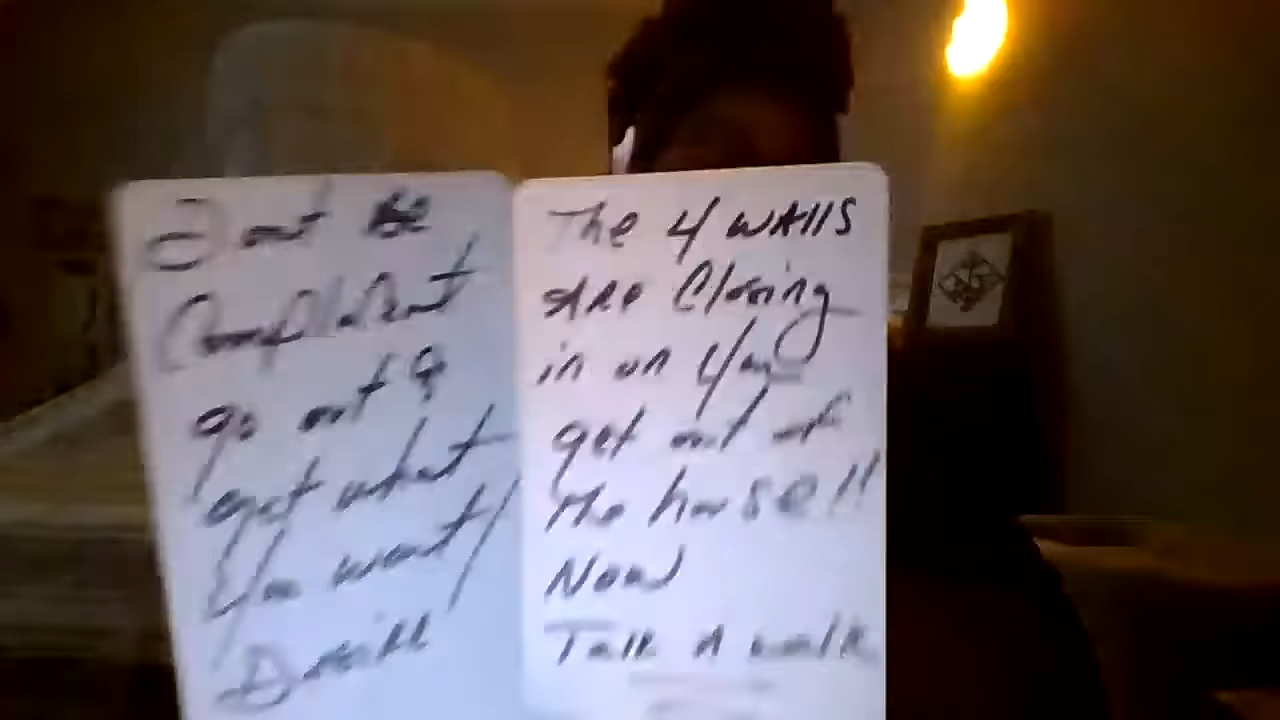 Dont Be
Complacent
go out &
get what
you want!
The 4 WAllS
Are Closing
in on you
get out of
the house!!
Now
Talk A walk